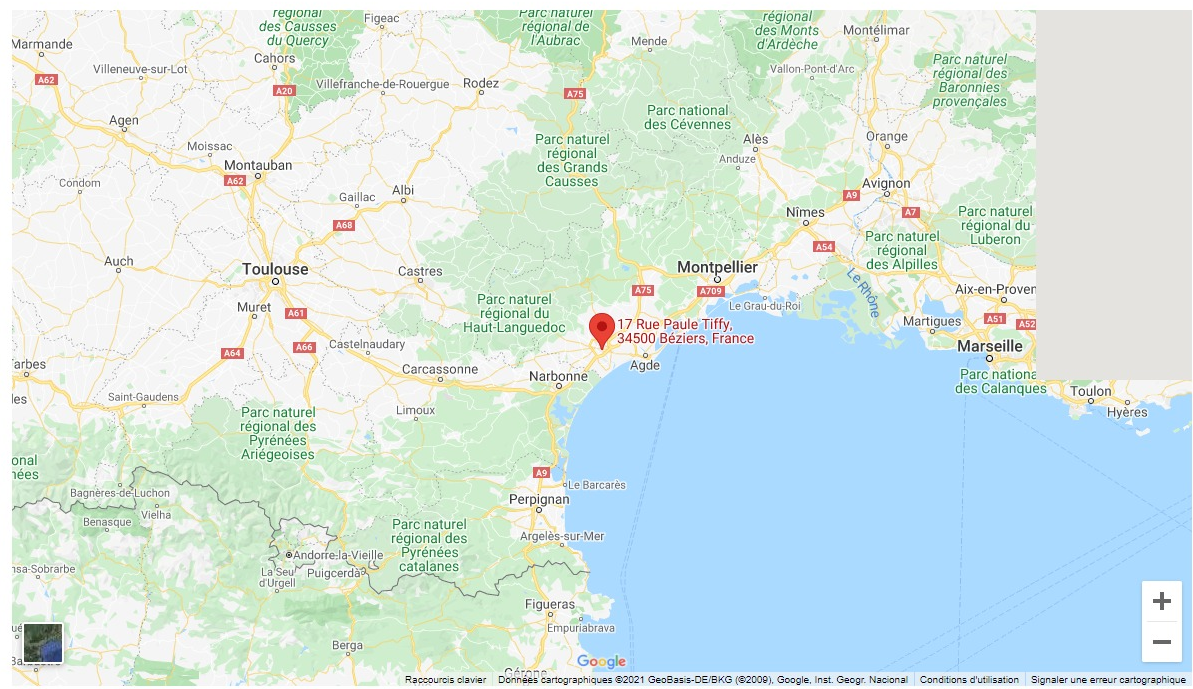 régional
des Causses
du Quercy
Figeac
Parc naturel
régional de
l'Aubrac
Mende
régional
des Monts
d'Ardèche
Montélimar
Marmande
Villeneuve-sur-Lot
Cahors
Vallon-Pont-d'Arc
Parc naturel
régional des
Baronnies
provençales
A62
A20
Villefranche-de-Rouergue
Rodez
A75
Parc national
des Cévennes
Agen
Moissac
Parc naturel
régional
des Grands
Causses
Alès
Anduze
Orange
Montauban
A62
Condom
Gaillac
Albi
Avignon
A9
Nîmes
A7
A68
Parc naturel
régional du
Luberon
Parc naturel
régional
des Alpilles
A54
Auch
Toulouse
Castres
Montpellier
Le Rhône
A75
A709
Aix-en-Proven
Muret
A61
Parc naturel
régional du
Haut-Languedoc
Le Grau-du-Roi
17 Rue Paule Tiffy,
34500 Béziers, France
Martigues
A51
A52
A64
A66
Castelnaudary
Marseille
arbes
Carcassonne
Narbonne
Agde
Parc nationa
des Calanques
Toulon
Hyères
les
Saint-Gaudens
Limoux
Parc naturel
régional des
Pyrénées
Ariégeoises
onal
nées
A9
Le Barcarès
Bagnères-de-Luchon
Vielha
Benasque
Perpignan
Parc naturel
régional des
Pyrénées
catalanes
Argelès-sur-Mer
Andorre-la-Vieille
nsa-Sobrarbe
La Seu
d'Urgell
Puigcerdà
Figueras
Empuriabrava
Berga
Gérone
Google
Raccourcis clavier
Données cartographiques ©2021 GeoBasis-DE/BKG (©2009), Google, Inst. Geogr. Nacional
Conditions d'utilisation
Signaler une erreur cartographique